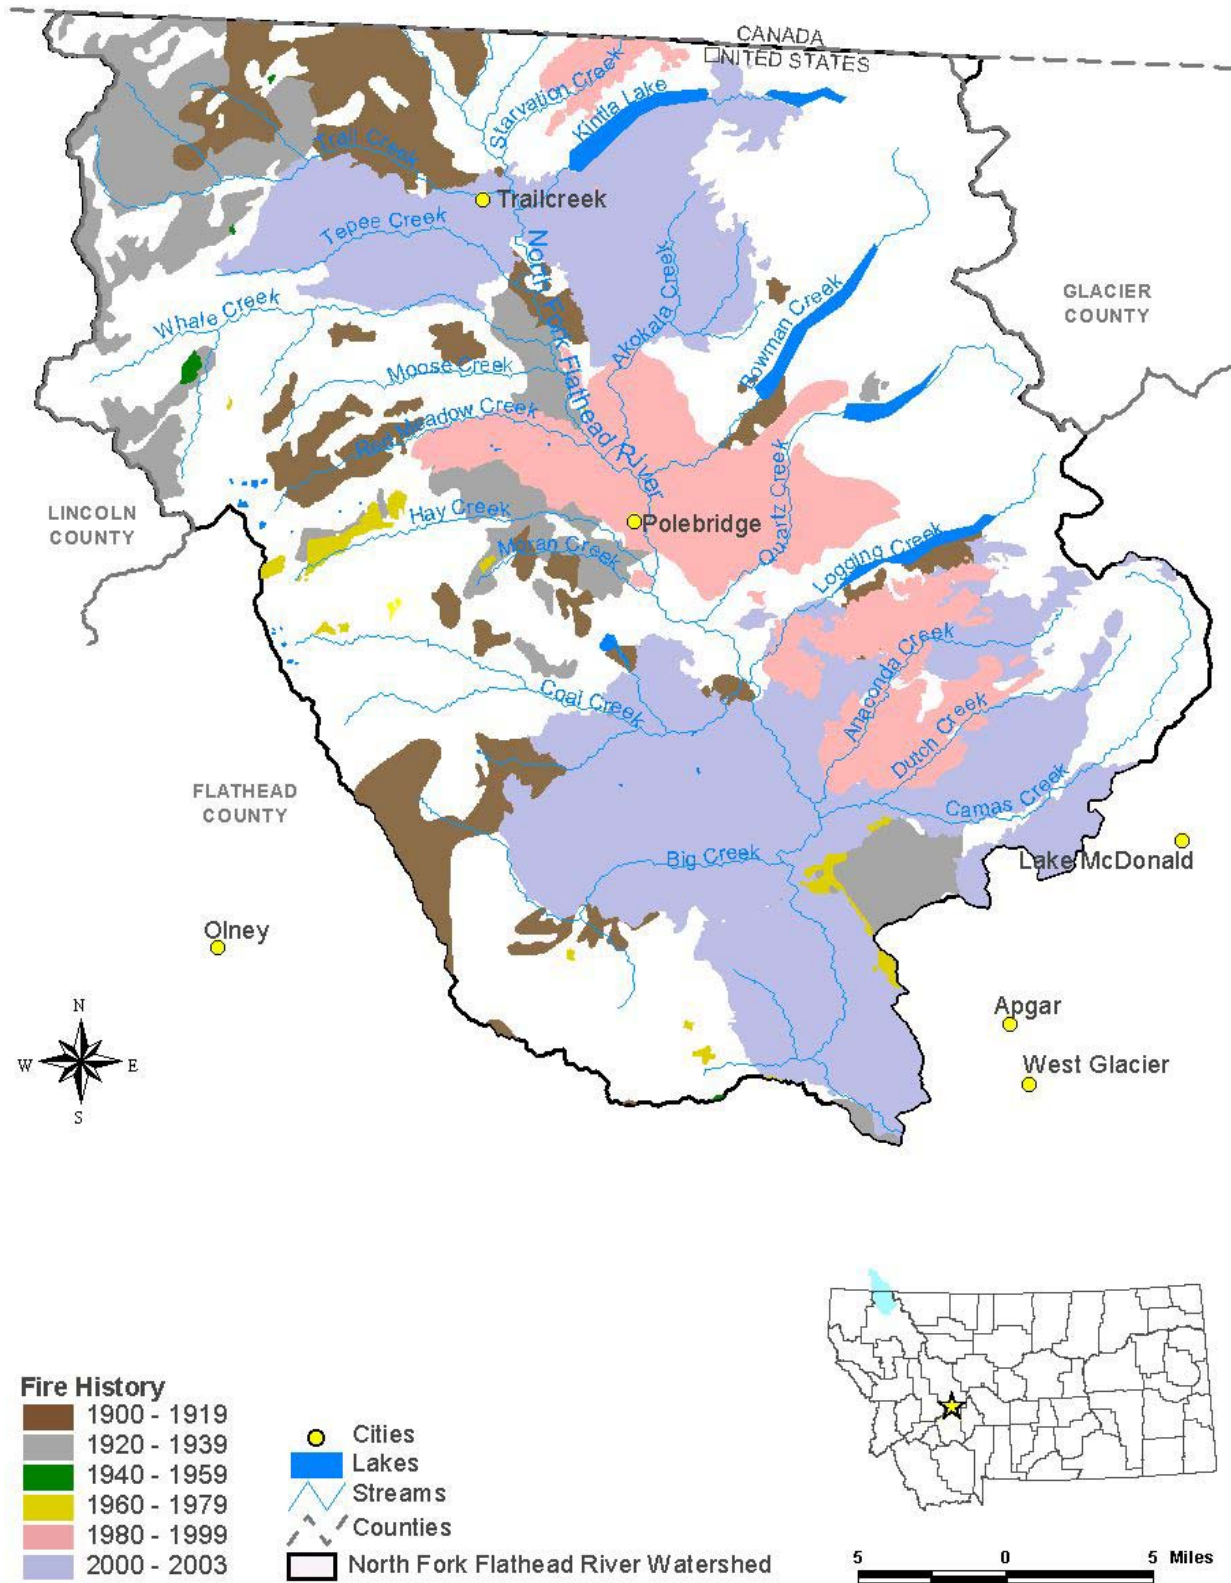 CANADA
UNITED STATES
Starvation Creek
Kintla Lake
Trail Creek
Trailcreek
Tepee Creek
North Fork Flathead River
Akokala Creek
Bowman Creek
GLACIER
COUNTY
Whale Creek
Moose Creek
Red Meadow Creek
Quartz Creek
LINCOLN
COUNTY
Hay Creek
Polebridge
Moran Creek
Logging Creek
Anaconda Creek
Coal Creek
Dutch Creek
FLATHEAD
COUNTY
Camas Creek
Big Creek
Lake McDonald
Olney
N
W
E
S
Apgar
West Glacier
Fire History
1900 - 1919
1920 - 1939
1940 - 1959
1960 - 1979
1980 - 1999
2000 - 2003
Cities
Lakes
Streams
Counties
North Fork Flathead River Watershed
5 0 5 Miles